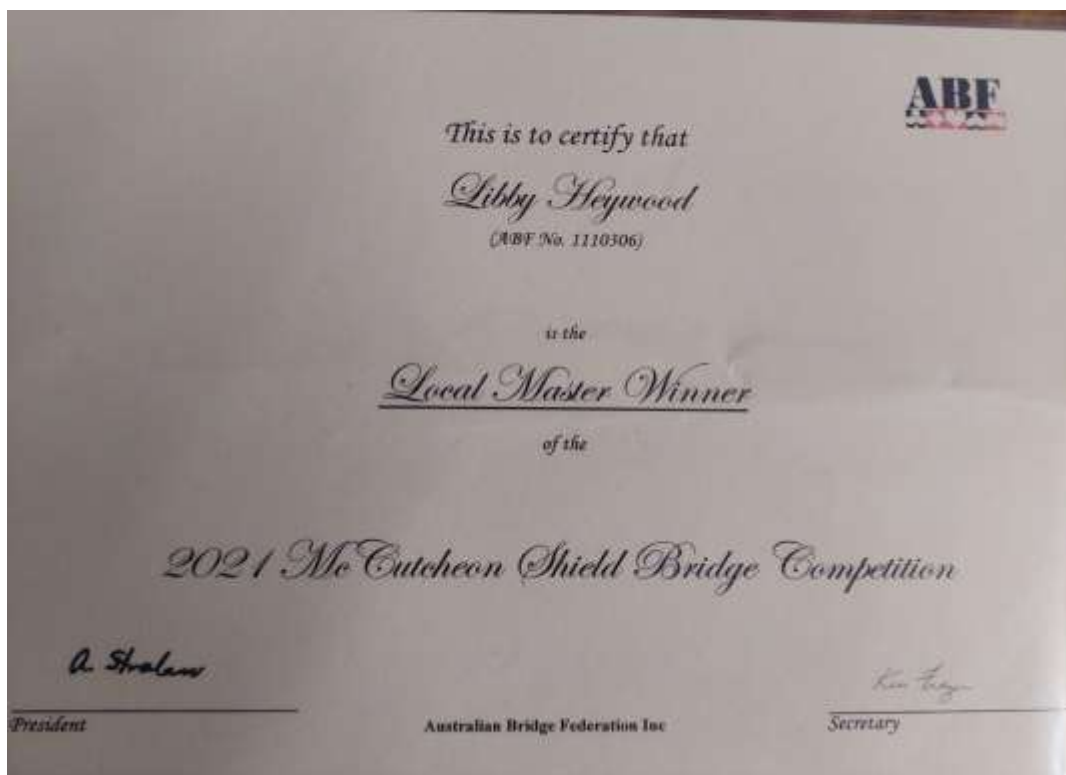 ABF
This is to certify that
Libby Heywood
(ABF No. 1110306)
is the
Local Master Winner
of the
2021 McCutcheon Shield Bridge Competition
A. Stralow
President
Australian Bridge Federation Inc
Secretary